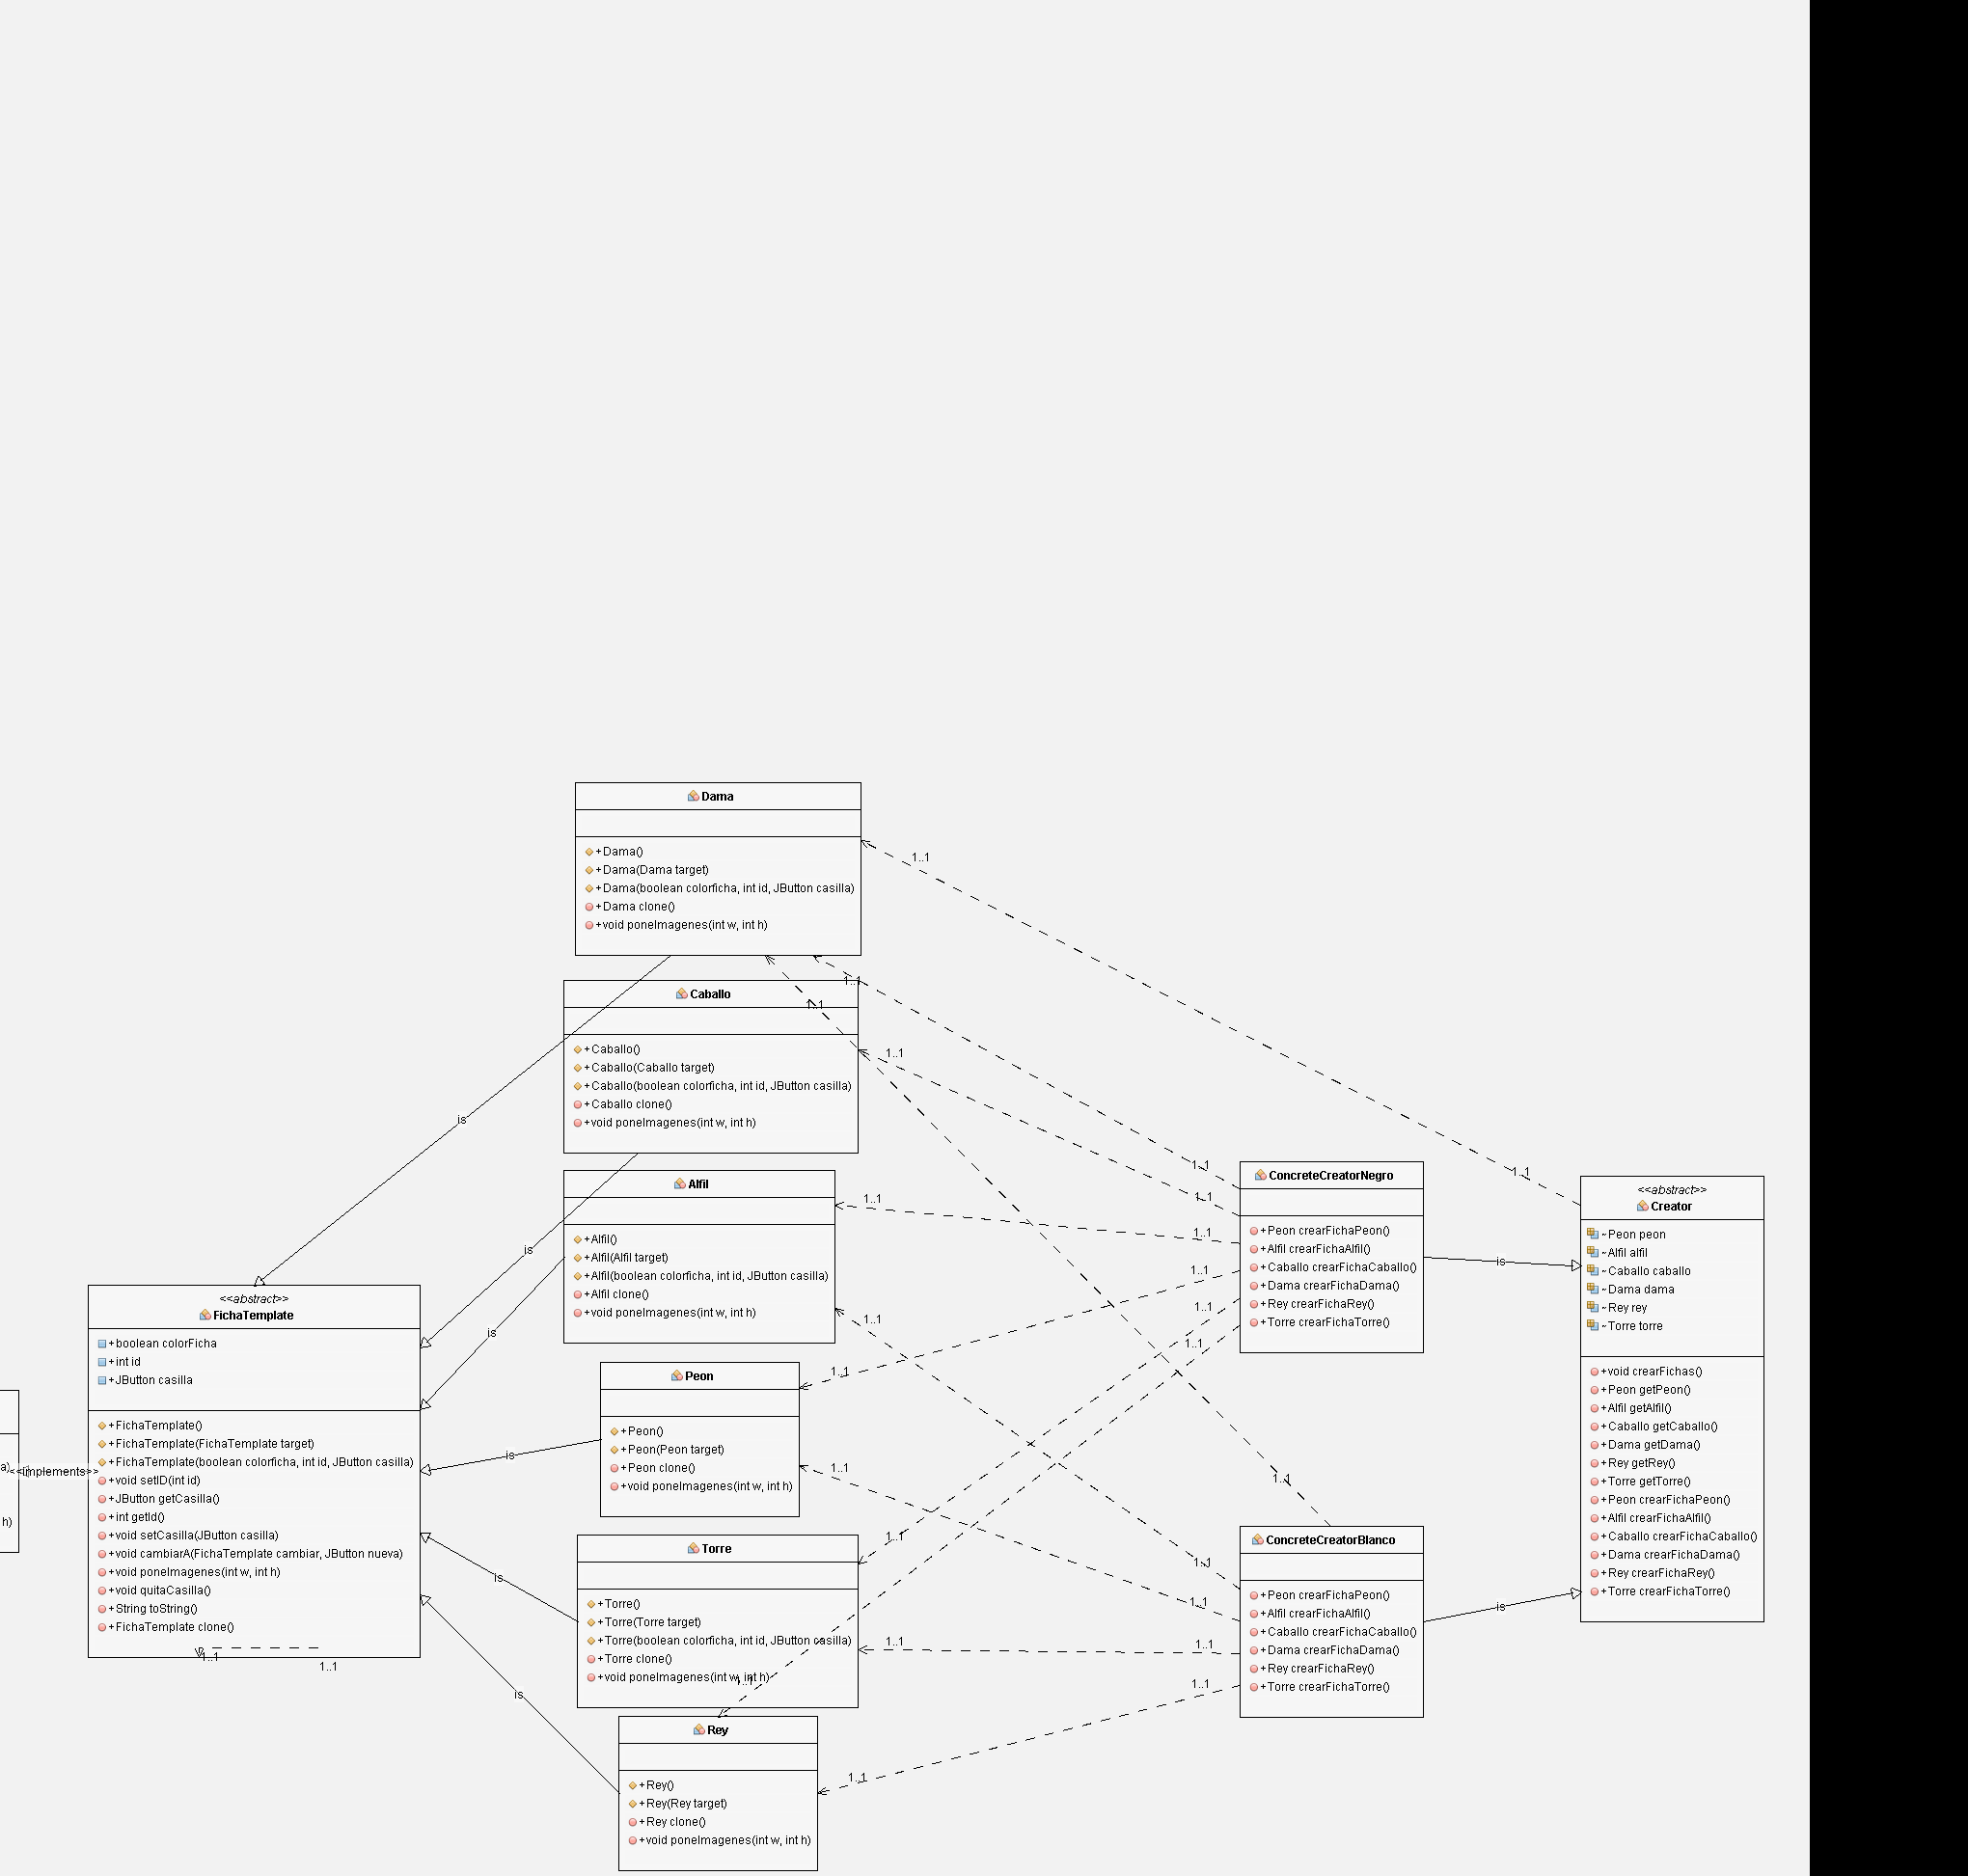 Dama
+Dama()
+Dama(Dama target)
+Dama(boolean colorficha, int id, JButton casilla)
+Dama clone()
+void poneImagenes(int w, int h)
1..1
1..1
1..1
Caballo
+Caballo()
+Caballo(Caballo target)
+Caballo(boolean colorficha, int id, JButton casilla)
+Caballo clone()
+void poneImagenes(int w, int h)
1..1
is
Alfil
+Alfil()
+Alfil(Alfil target)
+Alfil(boolean colorficha, int id, JButton casilla)
+Alfil clone()
+void poneImagenes(int w, int h)
1..1
1..1
is
is
ConcreteCreatorNegro
+Peon crearFichaPeon()
+Alfil crearFichaAlfil()
+Caballo crearFichaCaballo()
+Dama crearFichaDama()
+Rey crearFichaRey()
+Torre crearFichaTorre()
1..1
1..1
1..1
1..1
1..1
1..1
is
1..1
<<abstract>>
Creator
~Peon peon
~Alfil alfil
~Caballo caballo
~Dama dama
~Rey rey
~Torre torre
+void crearFichas()
+Peon getPeon()
+Alfil getAlfil()
+Caballo getCaballo()
+Dama getDama()
+Rey getRey()
+Torre getTorre()
+Peon crearFichaPeon()
+Alfil crearFichaAlfil()
+Caballo crearFichaCaballo()
+Dama crearFichaDama()
+Rey crearFichaRey()
+Torre crearFichaTorre()
<<abstract>>
FichaTemplate
+boolean colorFicha
+int id
+JButton casilla
+FichaTemplate()
+FichaTemplate(FichaTemplate target)
+FichaTemplate(boolean colorficha, int id, JButton casilla)
+void setID(int id)
+JButton getCasilla()
+int getId()
+void setCasilla(JButton casilla)
+void cambiarA(FichaTemplate cambiar, JButton nueva)
+void poneImagenes(int w, int h)
+void quitaCasilla()
+String toString()
+FichaTemplate clone()
1..1
1..1
a)
<<implements>>
h)
Peon
+Peon()
+Peon(Peon target)
+Peon clone()
+void poneImagenes(int w, int h)
1..1
1..1
is
Torre
+Torre()
+Torre(Torre target)
+Torre(boolean colorficha, int id, JButton casilla)
+Torre clone()
+void poneImagenes(int w, int h)
1..1
1..1
1..1
is
is
ConcreteCreatorBlanco
+Peon crearFichaPeon()
+Alfil crearFichaAlfil()
+Caballo crearFichaCaballo()
+Dama crearFichaDama()
+Rey crearFichaRey()
+Torre crearFichaTorre()
1..1
1..1
1..1
1..1
1..1
is
Rey
+Rey()
+Rey(Rey target)
+Rey clone()
+void poneImagenes(int w, int h)
1..1